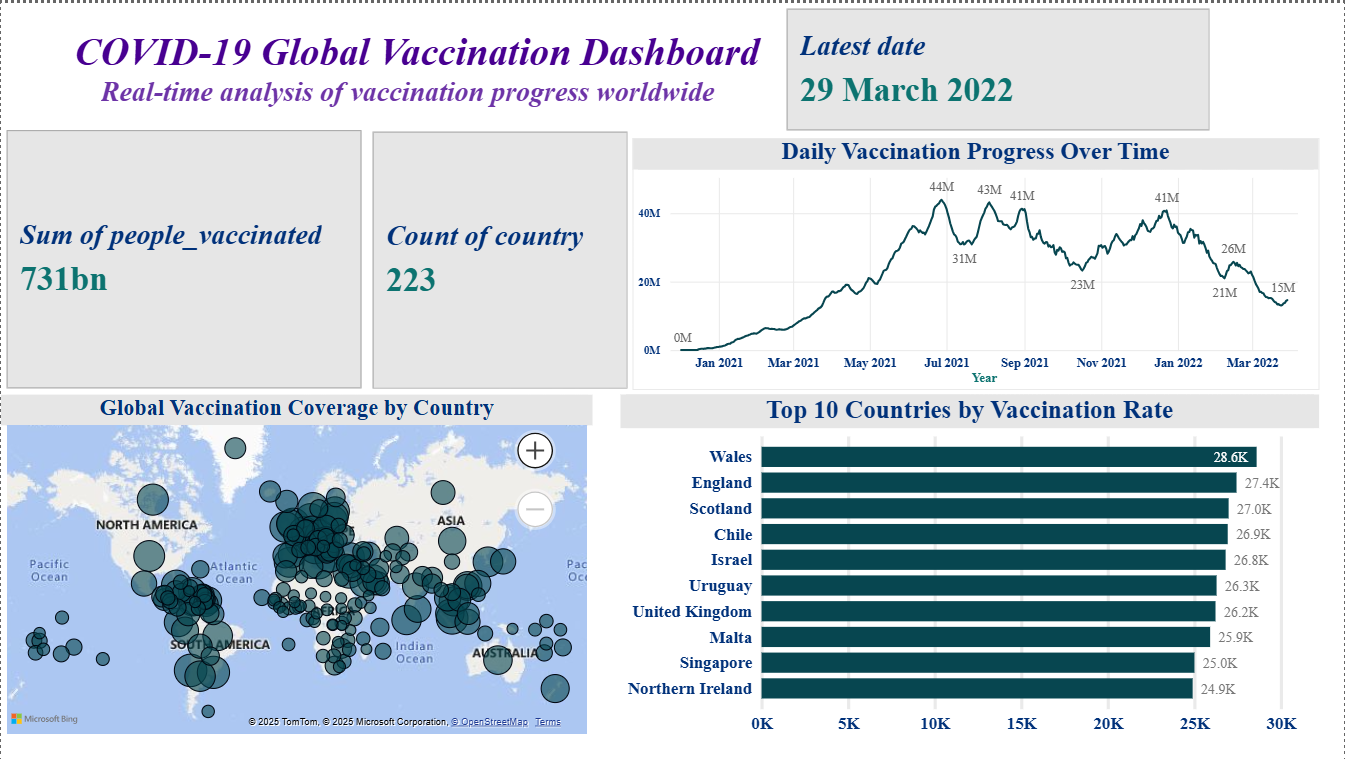 COVID-19 Global Vaccination Dashboard
Real-time analysis of vaccination progress worldwide
Latest date
29 March 2022
Sum of people_vaccinated
731bn
Count of country
223
Daily Vaccination Progress Over Time
40M
20M
0M
0M
44M
31M
43M
41M
23M
41M
21M
26M
15M
Jan 2021
Mar 2021
May 2021
Jul 2021
Sep 2021
Nov 2021
Jan 2022
Mar 2022
Year
Global Vaccination Coverage by Country
NORTH AMERICA
ASIA
Pacific
Ocean
Atlantic
Ocean
SOUTH AMERICA
Indian
Ocean
AUSTRALIA
Microsoft Bing
© 2025 TomTom, © 2025 Microsoft Corporation, © OpenStreetMap Terms
Top 10 Countries by Vaccination Rate
Wales 28.6K
England 27.4K
Scotland 27.0K
Chile 26.9K
Israel 26.8K
Uruguay 26.3K
United Kingdom 26.2K
Malta 25.9K
Singapore 25.0K
Northern Ireland 24.9K
0K 5K 10K 15K 20K 25K 30K